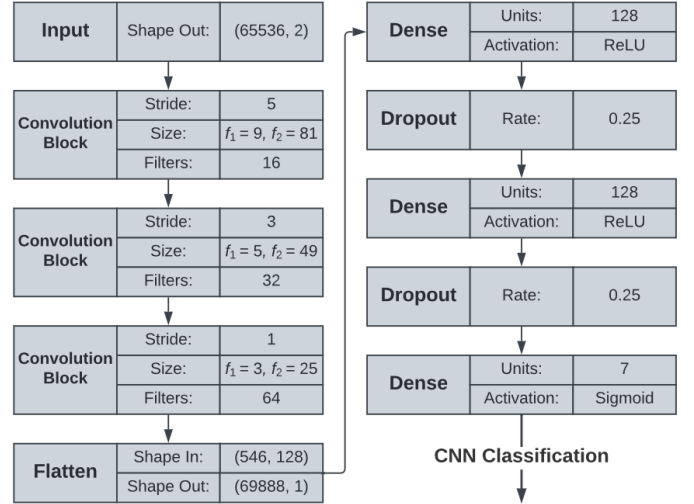 Input
Shape Out: (65536, 2)
Convolution
Block
Stride: 5
Size: f1 = 9, f2 = 81
Filters: 16
Convolution
Block
Stride: 3
Size: f1 = 5, f2 = 49
Filters: 32
Convolution
Block
Stride: 1
Size: f1 = 3, f2 = 25
Filters: 64
Flatten
Shape In: (546, 128)
Shape Out: (69888, 1)
Dense
Units: 128
Activation: ReLU
Dropout
Rate: 0.25
Dense
Units: 128
Activation: ReLU
Dropout
Rate: 0.25
Dense
Units: 7
Activation: Sigmoid
CNN Classification